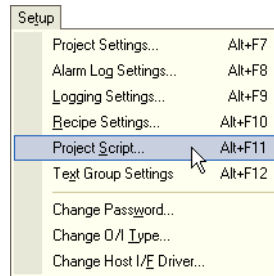 Setup
Project Settings... Alt+F7
Alarm Log Settings... Alt+F8
Logging Settings... Alt+F9
Recipe Settings... Alt+F10
Project Script... Alt+F11
Text Group Settings Alt+F12
Change Password...
Change O/I Type...
Change Host I/F Driver...